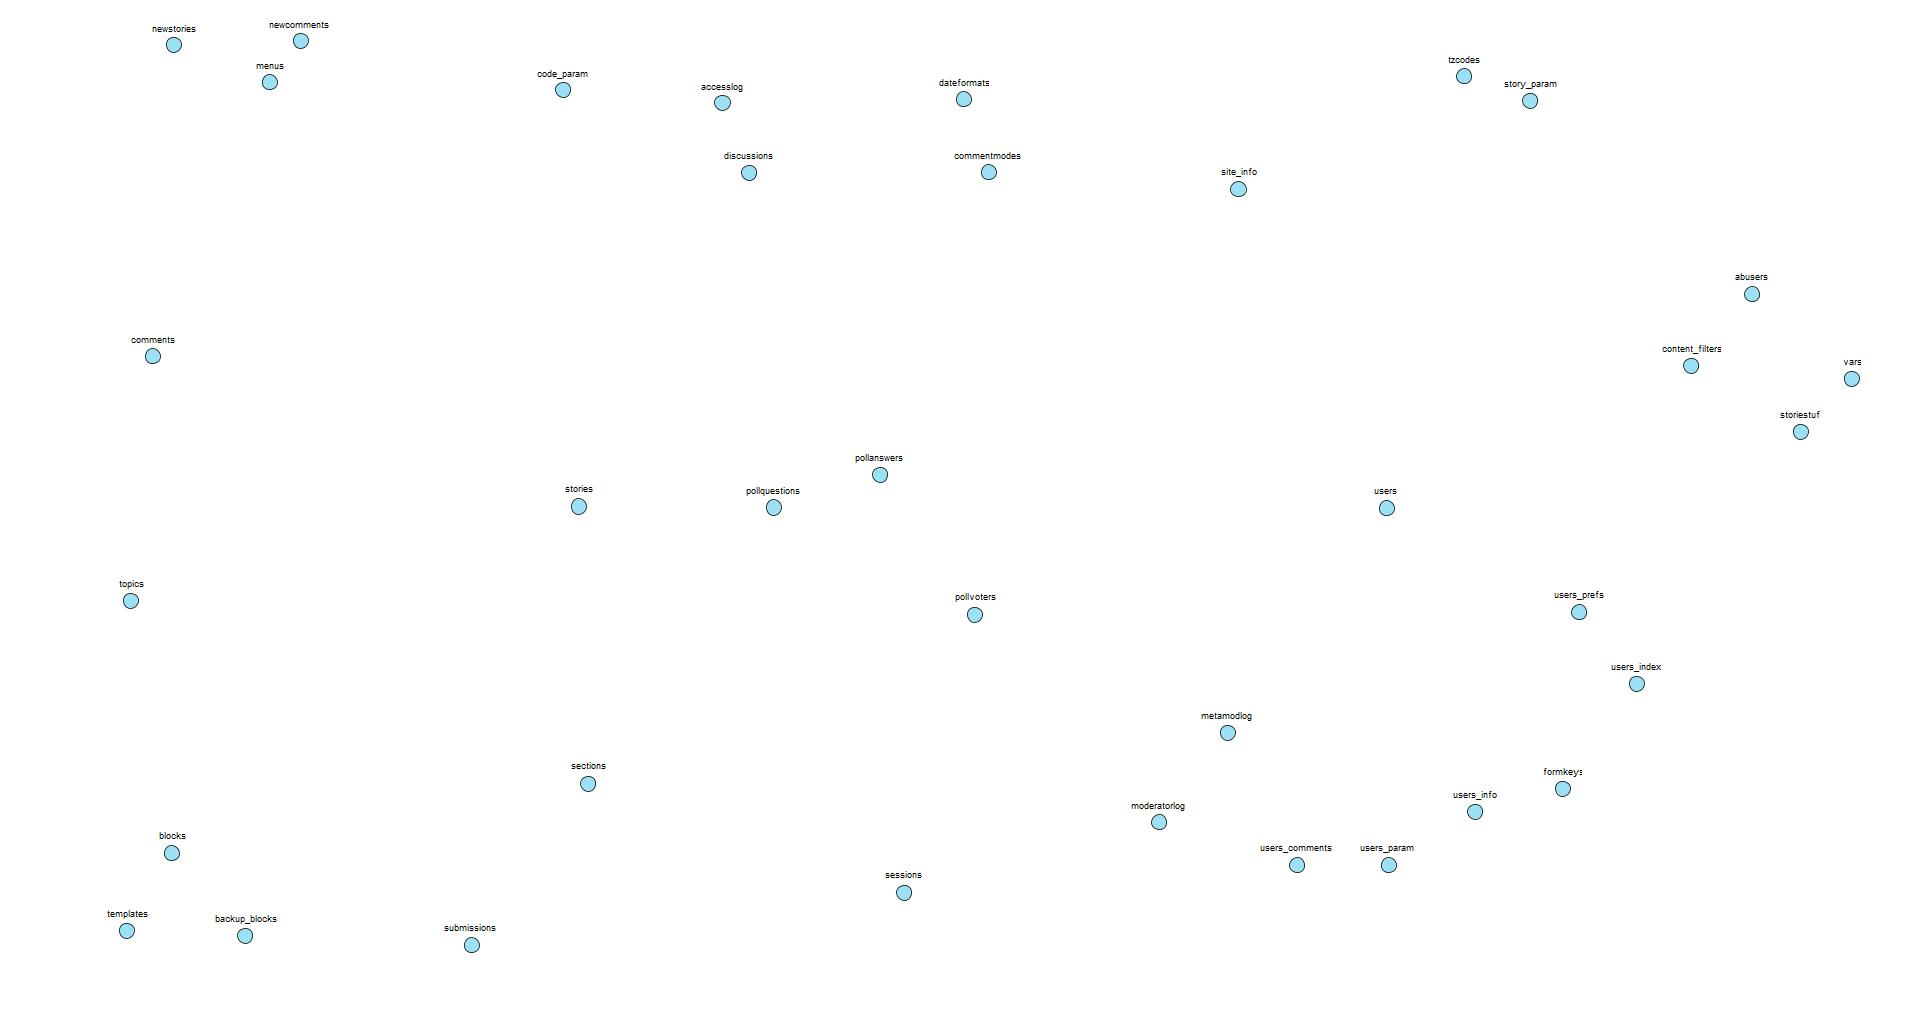 newcomments
newstories
menus
tzcodes
code_param
dateformats
story_param
accesslog
discussions
commentmodes
site_info
abusers
comments
content_filters
vars
storiestuf
pollanswers
stories
pollquestions
users
topics
users_prefs
pollvoters
users_index
metamodlog
sections
formkeys
users_info
moderatorlog
blocks
users_comments
users_param
sessions
templates
backup_blocks
submissions